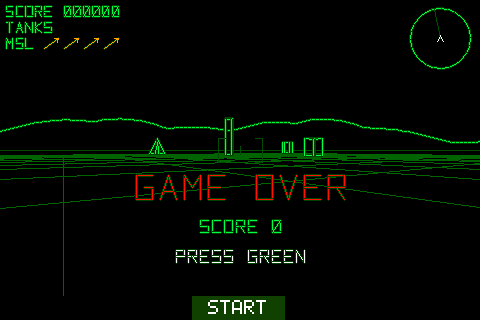 SCORE 000000
TANKS
MSL
GAME OVER
SCORE 0
PRESS GREEN
START